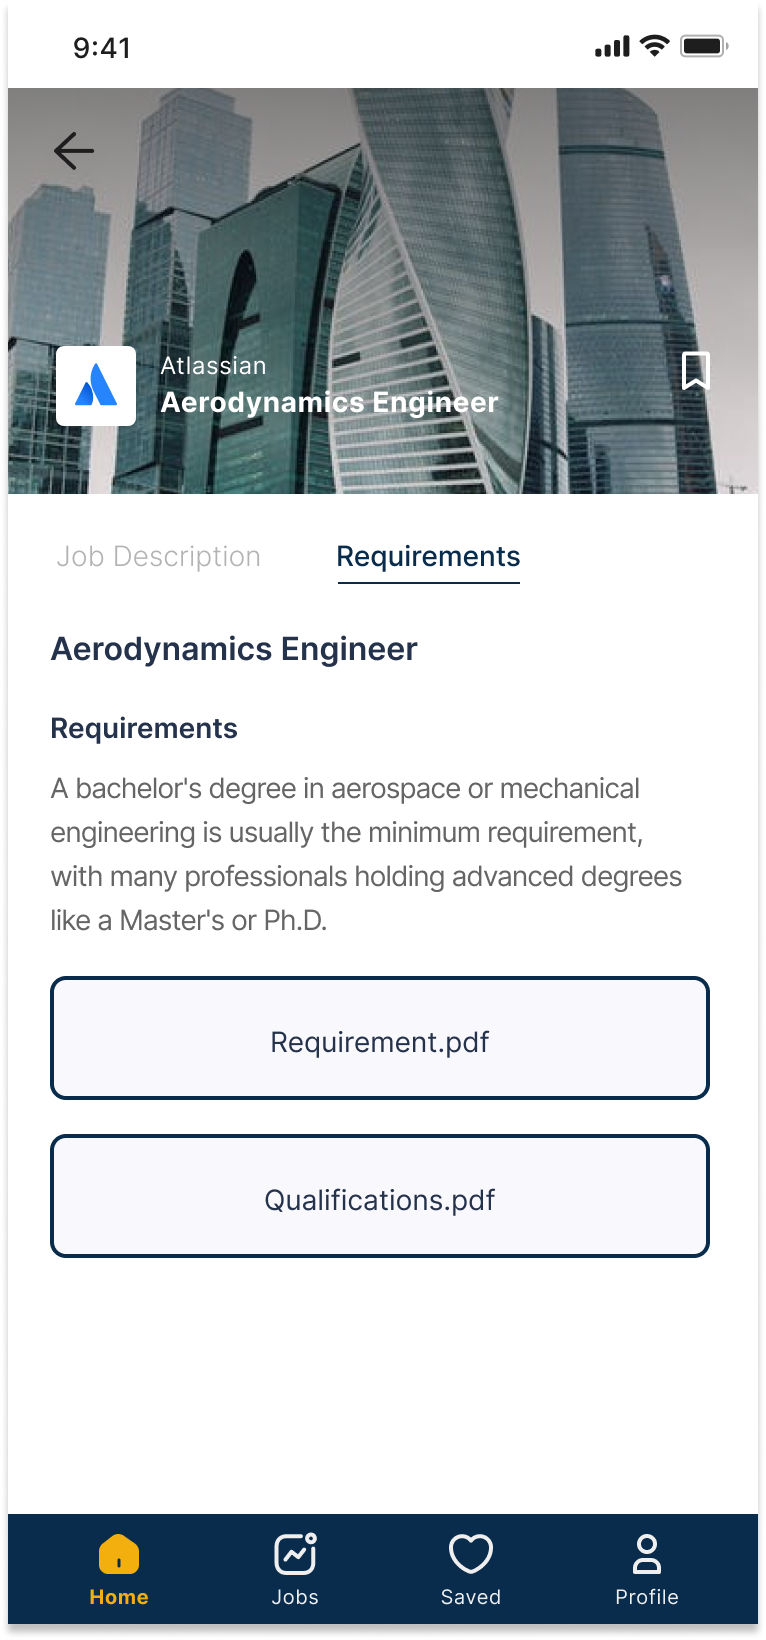 9:41
Atlassian
Aerodynamics Engineer
Job Description
Requirements
Aerodynamics Engineer
Requirements
A bachelor's degree in aerospace or mechanical
engineering is usually the minimum requirement,
with many professionals holding advanced degrees
like a Master's or Ph.D.
Requirement.pdf
Qualifications.pdf
Home
Jobs
Saved
Profile